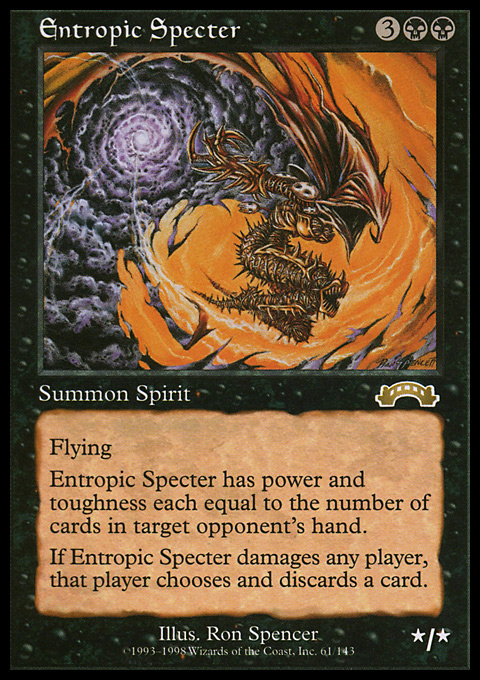 Entropic Specter 3
Summon Spirit
Flying
Entropic Specter has power and
toughness each equal to the number of
cards in target opponent's hand.
If Entropic Specter damages any player,
that player chooses and discards a card.
Illus. Ron Spencer
©1993-1998 Wizards of the Coast, Inc. 61/143
*/*